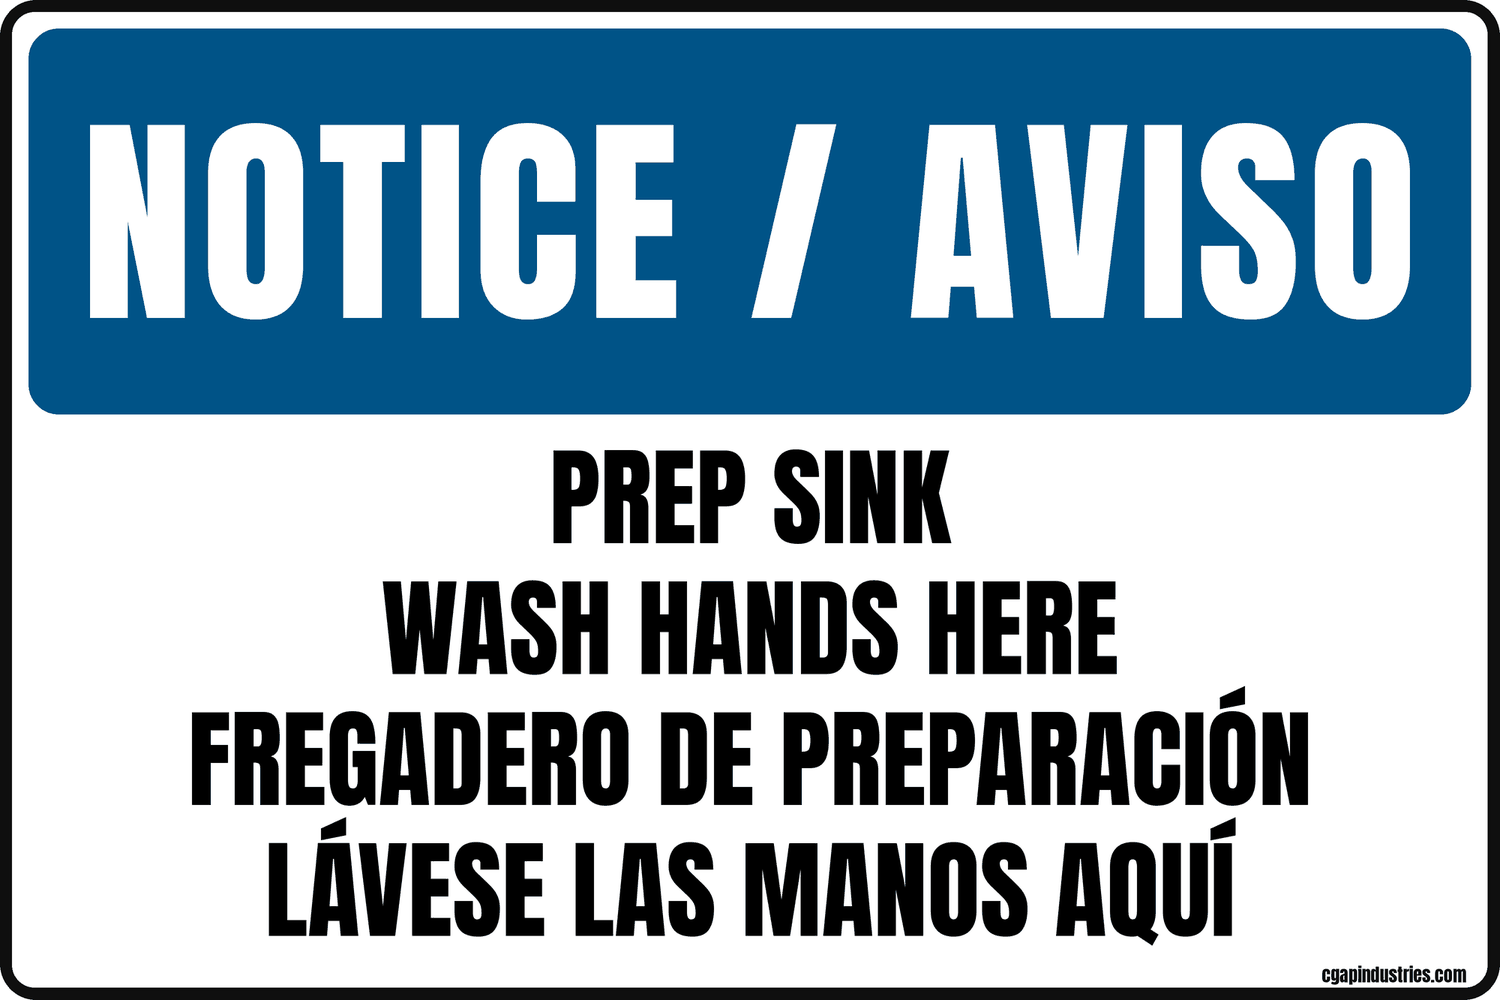 NOTICE / AVISO
PREP SINK
WASH HANDS HERE
FREGADERO DE PREPARACIÓN
LÁVESE LAS MANOS AQUÍ
cgapindustries.com